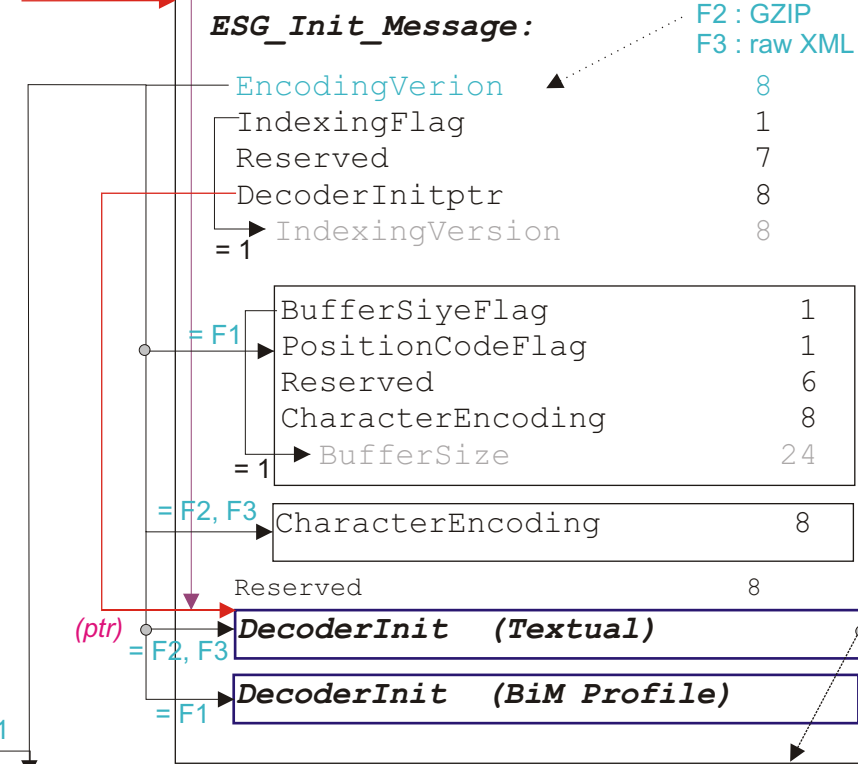 F2 : GZIP
ESG_Init_Message:
F3 : raw XML
EncodingVerion 8
IndexingFlag 1
Reserved 7
DecoderInitptr 8
IndexingVersion 8
= 1
BufferSiyeFlag 1
= F1
PositionCodeFlag 1
Reserved 6
CharacterEncoding 8
BufferSize 24
= 1
= F2, F3
CharacterEncoding 8
Reserved 8
(ptr)
DecoderInit (Textual)
= F2, F3
DecoderInit (BiM Profile)
= F1
1